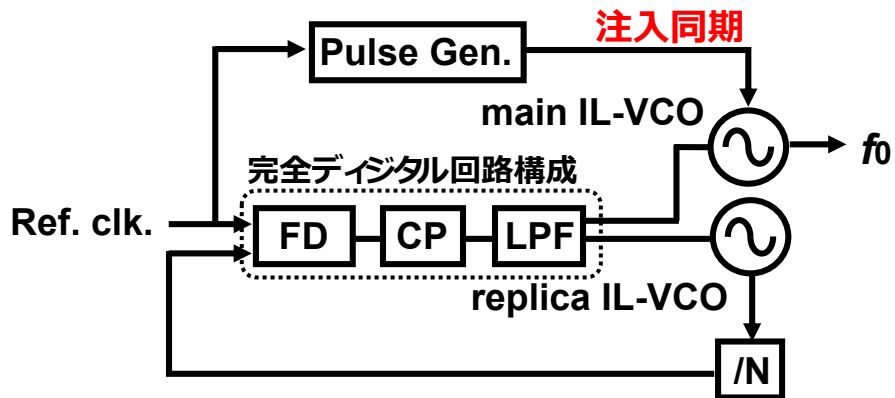 注入同期
Pulse Gen.
main IL-VCO
f0
完全ディジタル回路構成
Ref. clk.
FD
CP
LPF
replica IL-VCO
/N